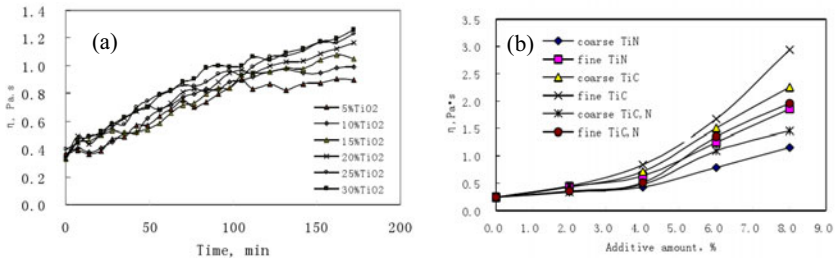 (a)
η, Pa.s
1.4
1.2
1.0
0.8
0.6
0.4
0.2
0.0
0
50
100
150
200
Time, min
5%TiO2
10%TiO2
15%TiO2
20%TiO2
25%TiO2
30%TiO2
(b)
η,Pa*s
3.5
3.0
2.5
2.0
1.5
1.0
0.5
0.0
0.0 1.0 2.0 3.0 4.0 5.0 6.0 7.0 8.0 9.0
Additive amount, %
coarse TiN
fine TiN
coarse TiC
fine TiC
coarse TiC,N
fine TiC,N